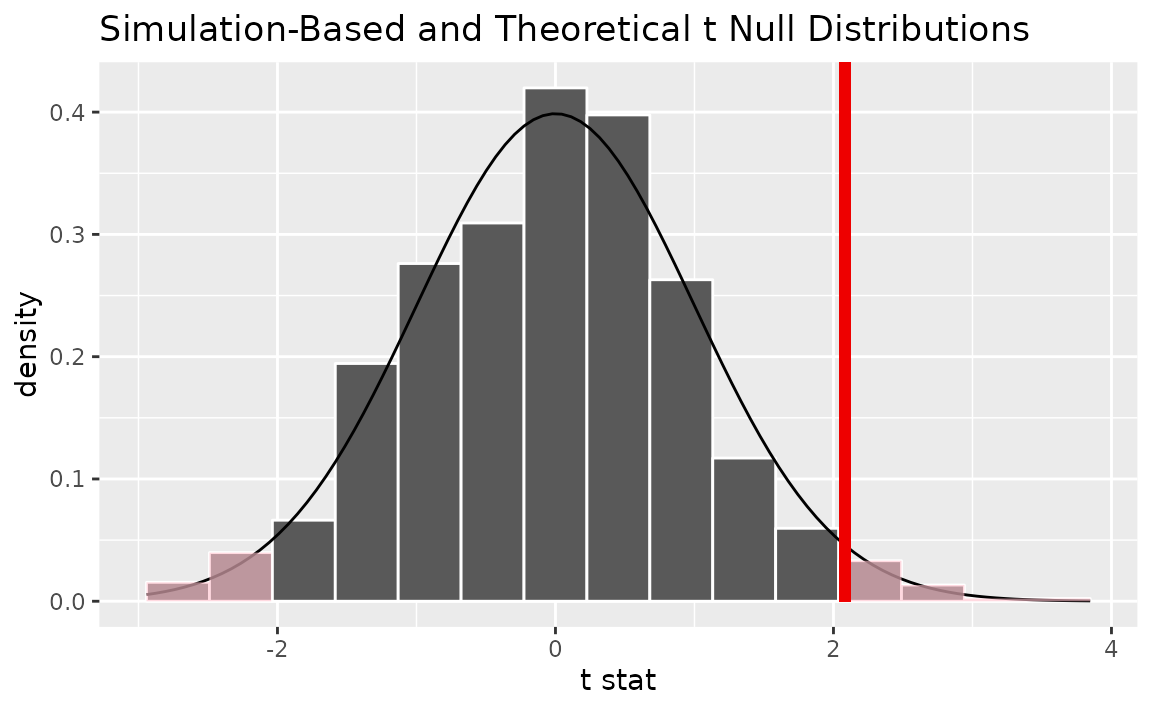 Simulation-Based and Theoretical t Null Distributions
density
0.4
0.3
0.2
0.1
0.0
-2 0 2 4
t stat